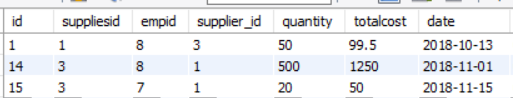 id suppliesid empid supplier_id quantity totalcost date
1 1 8 3 50 99.5 2018-10-13
14 3 8 1 500 1250 2018-11-01
15 3 7 1 20 50 2018-11-15